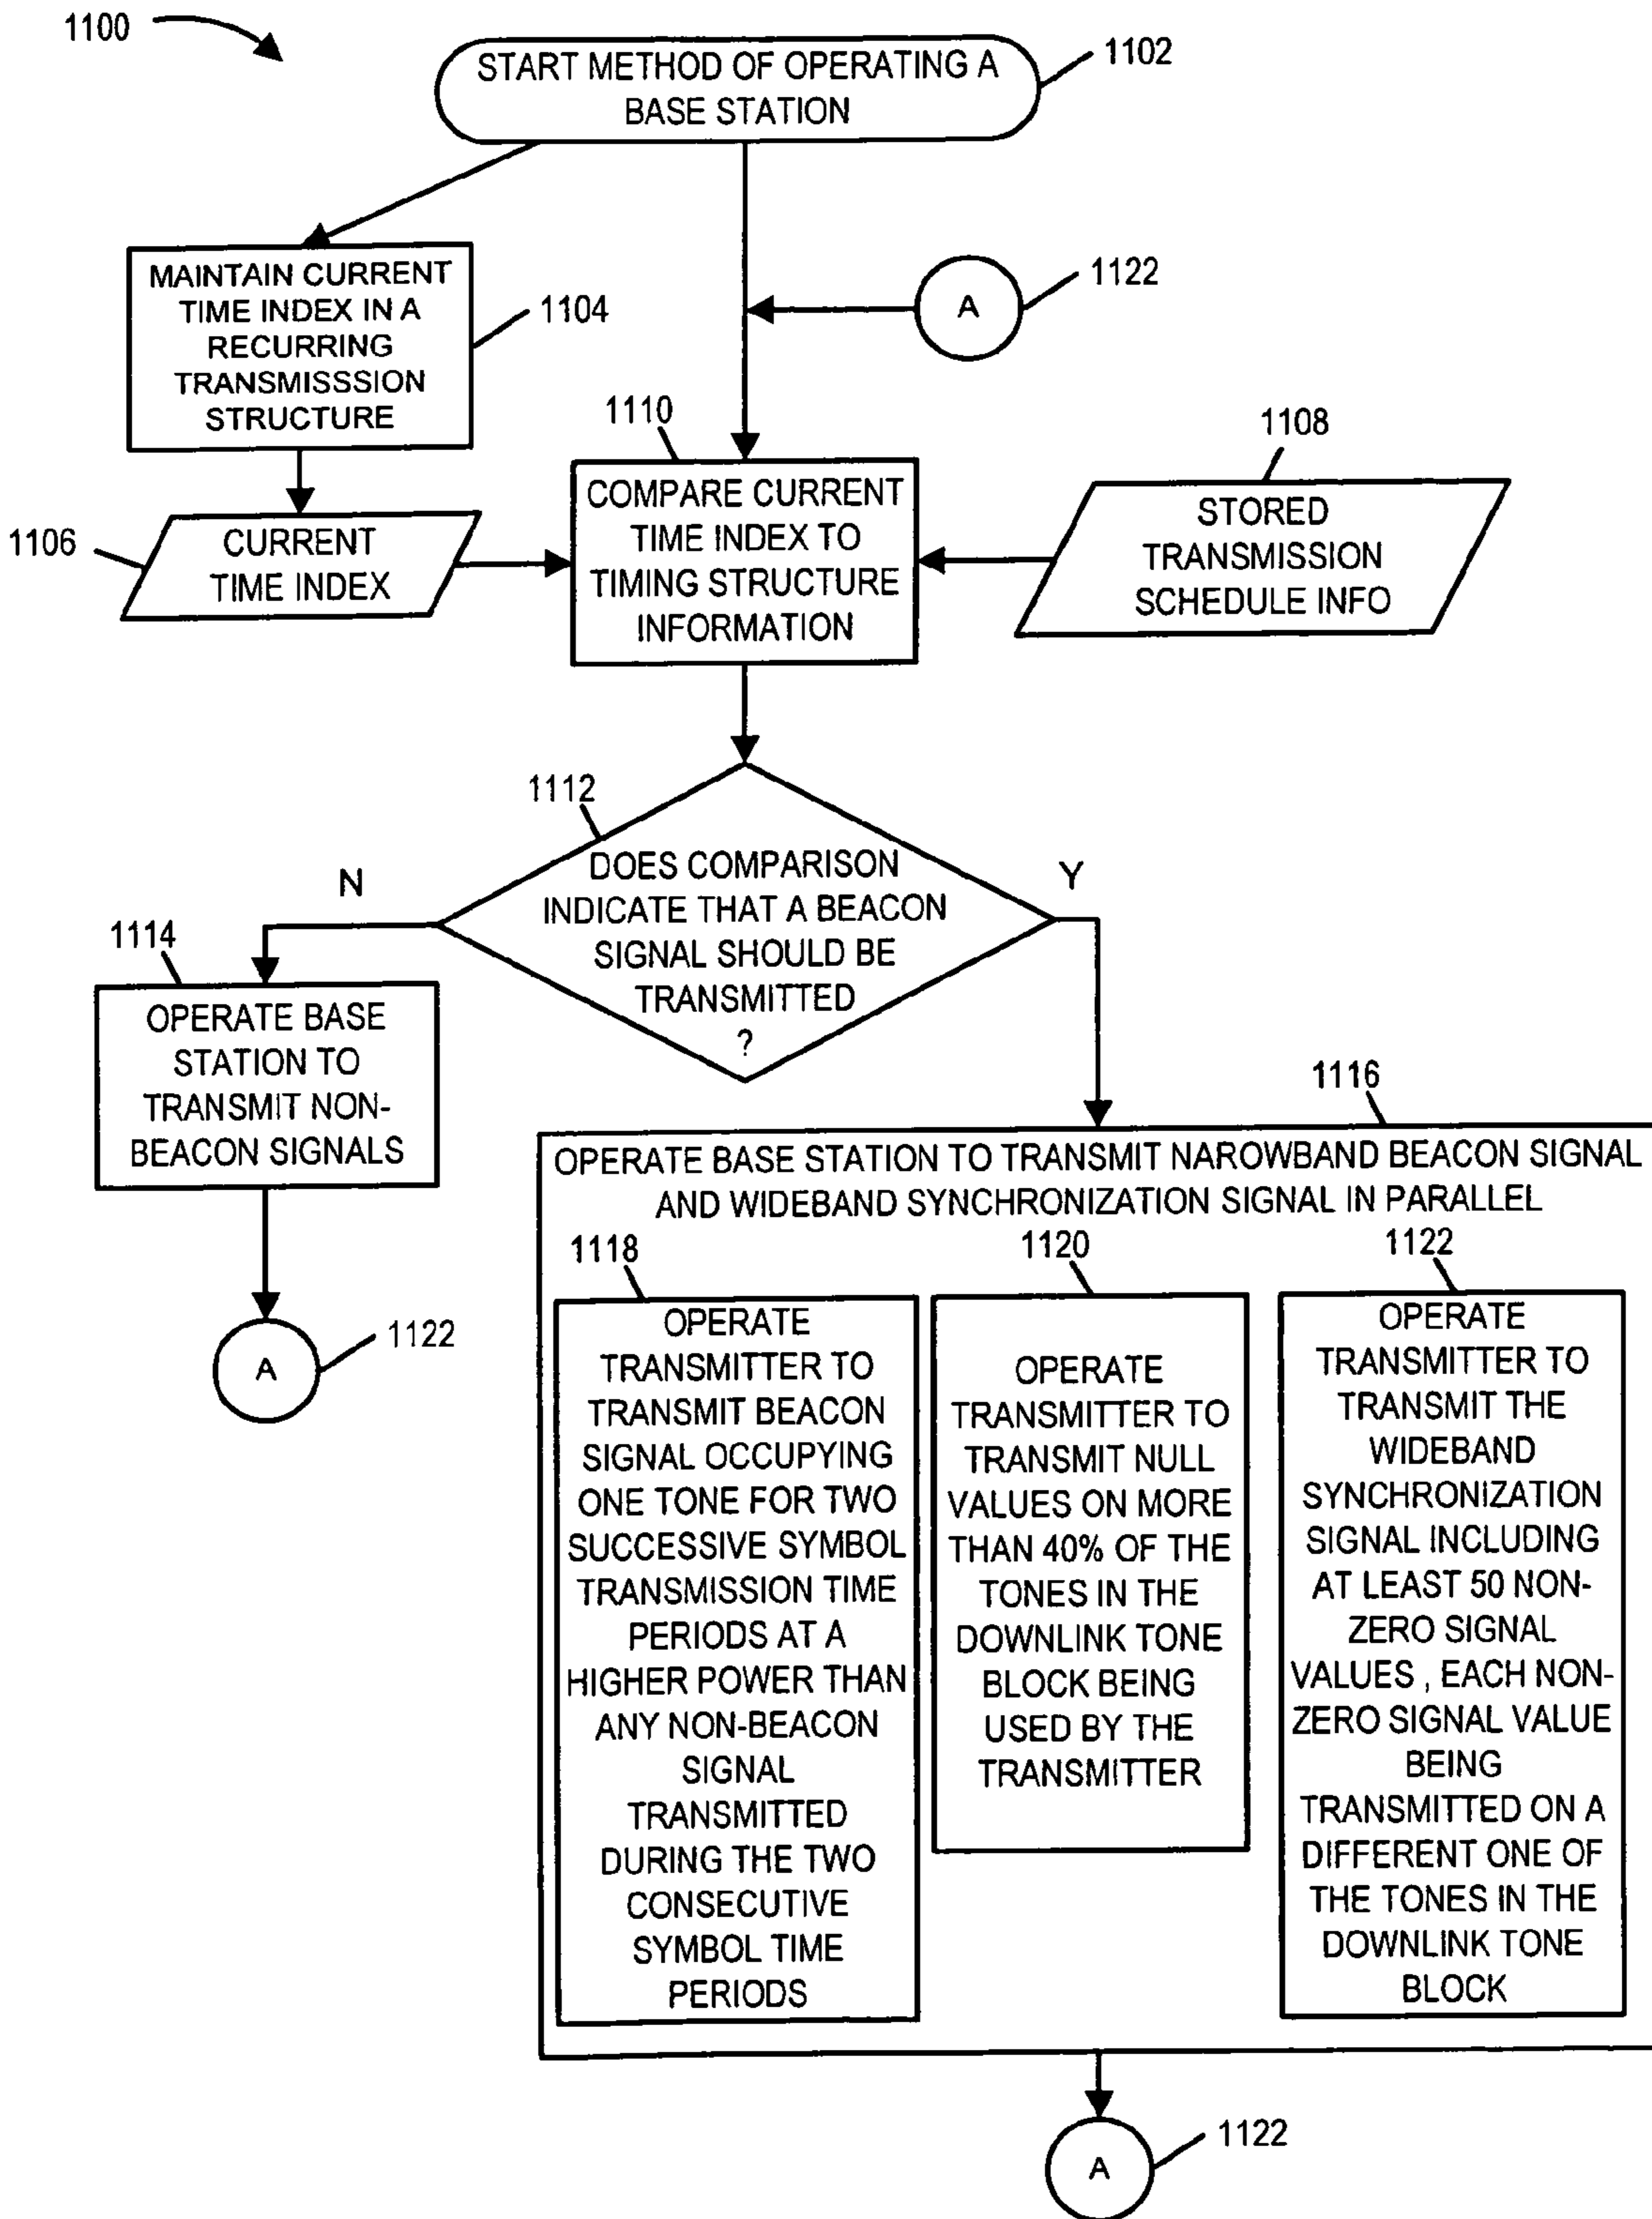 1100
START METHOD OF OPERATING A
BASE STATION
1102
MAINTAIN CURRENT
TIME INDEX IN A
RECURRING
TRANSMISSSION
STRUCTURE
1104
A
1122
1106
CURRENT
TIME INDEX
1110
COMPARE CURRENT
TIME INDEX TO
TIMING STRUCTURE
INFORMATION
1108
STORED
TRANSMISSION
SCHEDULE INFO
1112
DOES COMPARISON
INDICATE THAT A BEACON
SIGNAL SHOULD BE
TRANSMITTED
?
N
Y
1114
OPERATE BASE
STATION TO
TRANSMIT NON-
BEACON SIGNALS
A
1122
1116
OPERATE BASE STATION TO TRANSMIT NAROWBAND BEACON SIGNAL
AND WIDEBAND SYNCHRONIZATION SIGNAL IN PARALLEL
1118
OPERATE
TRANSMITTER TO
TRANSMIT BEACON
SIGNAL OCCUPYING
ONE TONE FOR TWO
SUCCESSIVE SYMBOL
TRANSMISSION TIME
PERIODS AT A
HIGHER POWER THAN
ANY NON-BEACON
SIGNAL
TRANSMITTED
DURING THE TWO
CONSECUTIVE
SYMBOL TIME
PERIODS
1120
OPERATE
TRANSMITTER TO
TRANSMIT NULL
VALUES ON MORE
THAN 40% OF THE
TONES IN THE
DOWNLINK TONE
BLOCK BEING
USED BY THE
TRANSMITTER
1122
OPERATE
TRANSMITTER TO
TRANSMIT THE
WIDEBAND
SYNCHRONIZATION
SIGNAL INCLUDING
AT LEAST 50 NON-
ZERO SIGNAL
VALUES , EACH NON-
ZERO SIGNAL VALUE
BEING
TRANSMITTED ON A
DIFFERENT ONE OF
THE TONES IN THE
DOWNLINK TONE
BLOCK
A
1122